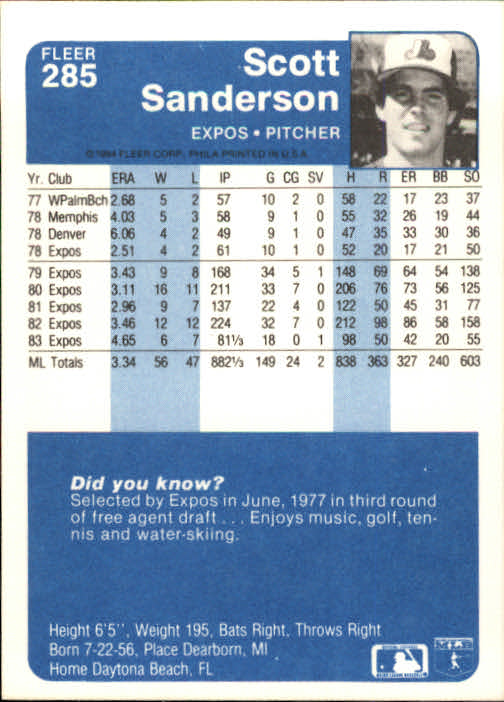 FLEER
285
Scott
Sanderson
EXPOS • PITCHER
©1984 FLEER CORP., PHILA PRINTED IN U.S.A.
Yr. Club ERA W L IP G CG SV H R ER BB SO
77 WPalmBch 2.68 5 2 57 10 2 0 58 22 17 23 37
78 Memphis 4.03 5 3 58 9 1 0 55 32 26 19 44
78 Denver 6.06 4 2 49 9 1 0 47 35 33 30 36
78 Expos 2.51 4 2 61 10 1 0 52 20 17 21 50
79 Expos 3.43 9 8 168 34 5 1 148 69 64 54 138
80 Expos 3.11 16 11 211 33 7 0 206 76 73 56 125
81 Expos 2.96 9 7 137 22 4 0 122 50 45 31 77
82 Expos 3.46 12 12 224 32 7 0 212 98 86 58 158
83 Expos 4.65 6 7 81⅓ 18 0 1 98 50 42 20 55
ML Totals 3.34 56 47 882⅓ 149 24 2 838 363 327 240 603
Did you know?
Selected by Expos in June, 1977 in third round
of free agent draft . . . Enjoys music, golf, ten-
nis and water-skiing.
Height 6'5", Weight 195, Bats Right, Throws Right
Born 7-22-56, Place Dearborn, MI
Home Daytona Beach, FL